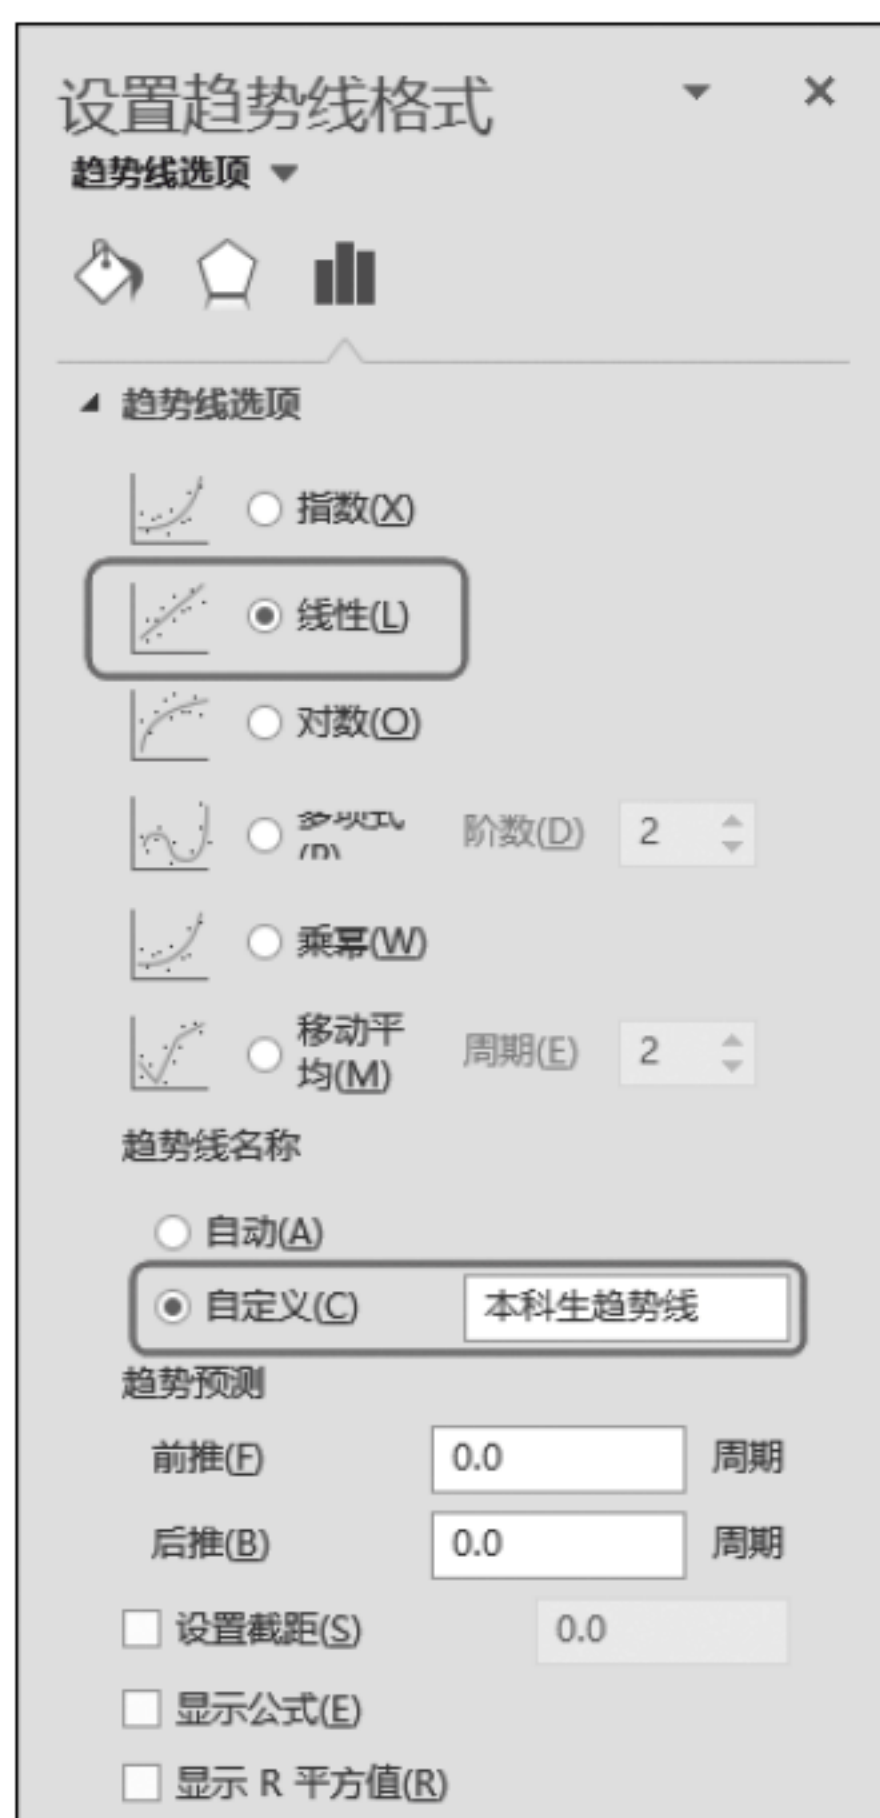 设置趋势线格式
趋势线选项
趋势线选项
指数(X)
线性(L)
对数(O)
多项式(P) 阶数(D) 2
乘幂(W)
移动平
均(M) 周期(E) 2
趋势线名称
自动(A)
自定义(C) 本科生趋势线
趋势预测
前推(F) 0.0 周期
后推(B) 0.0 周期
设置截距(S) 0.0
显示公式(E)
显示 R 平方值(R)